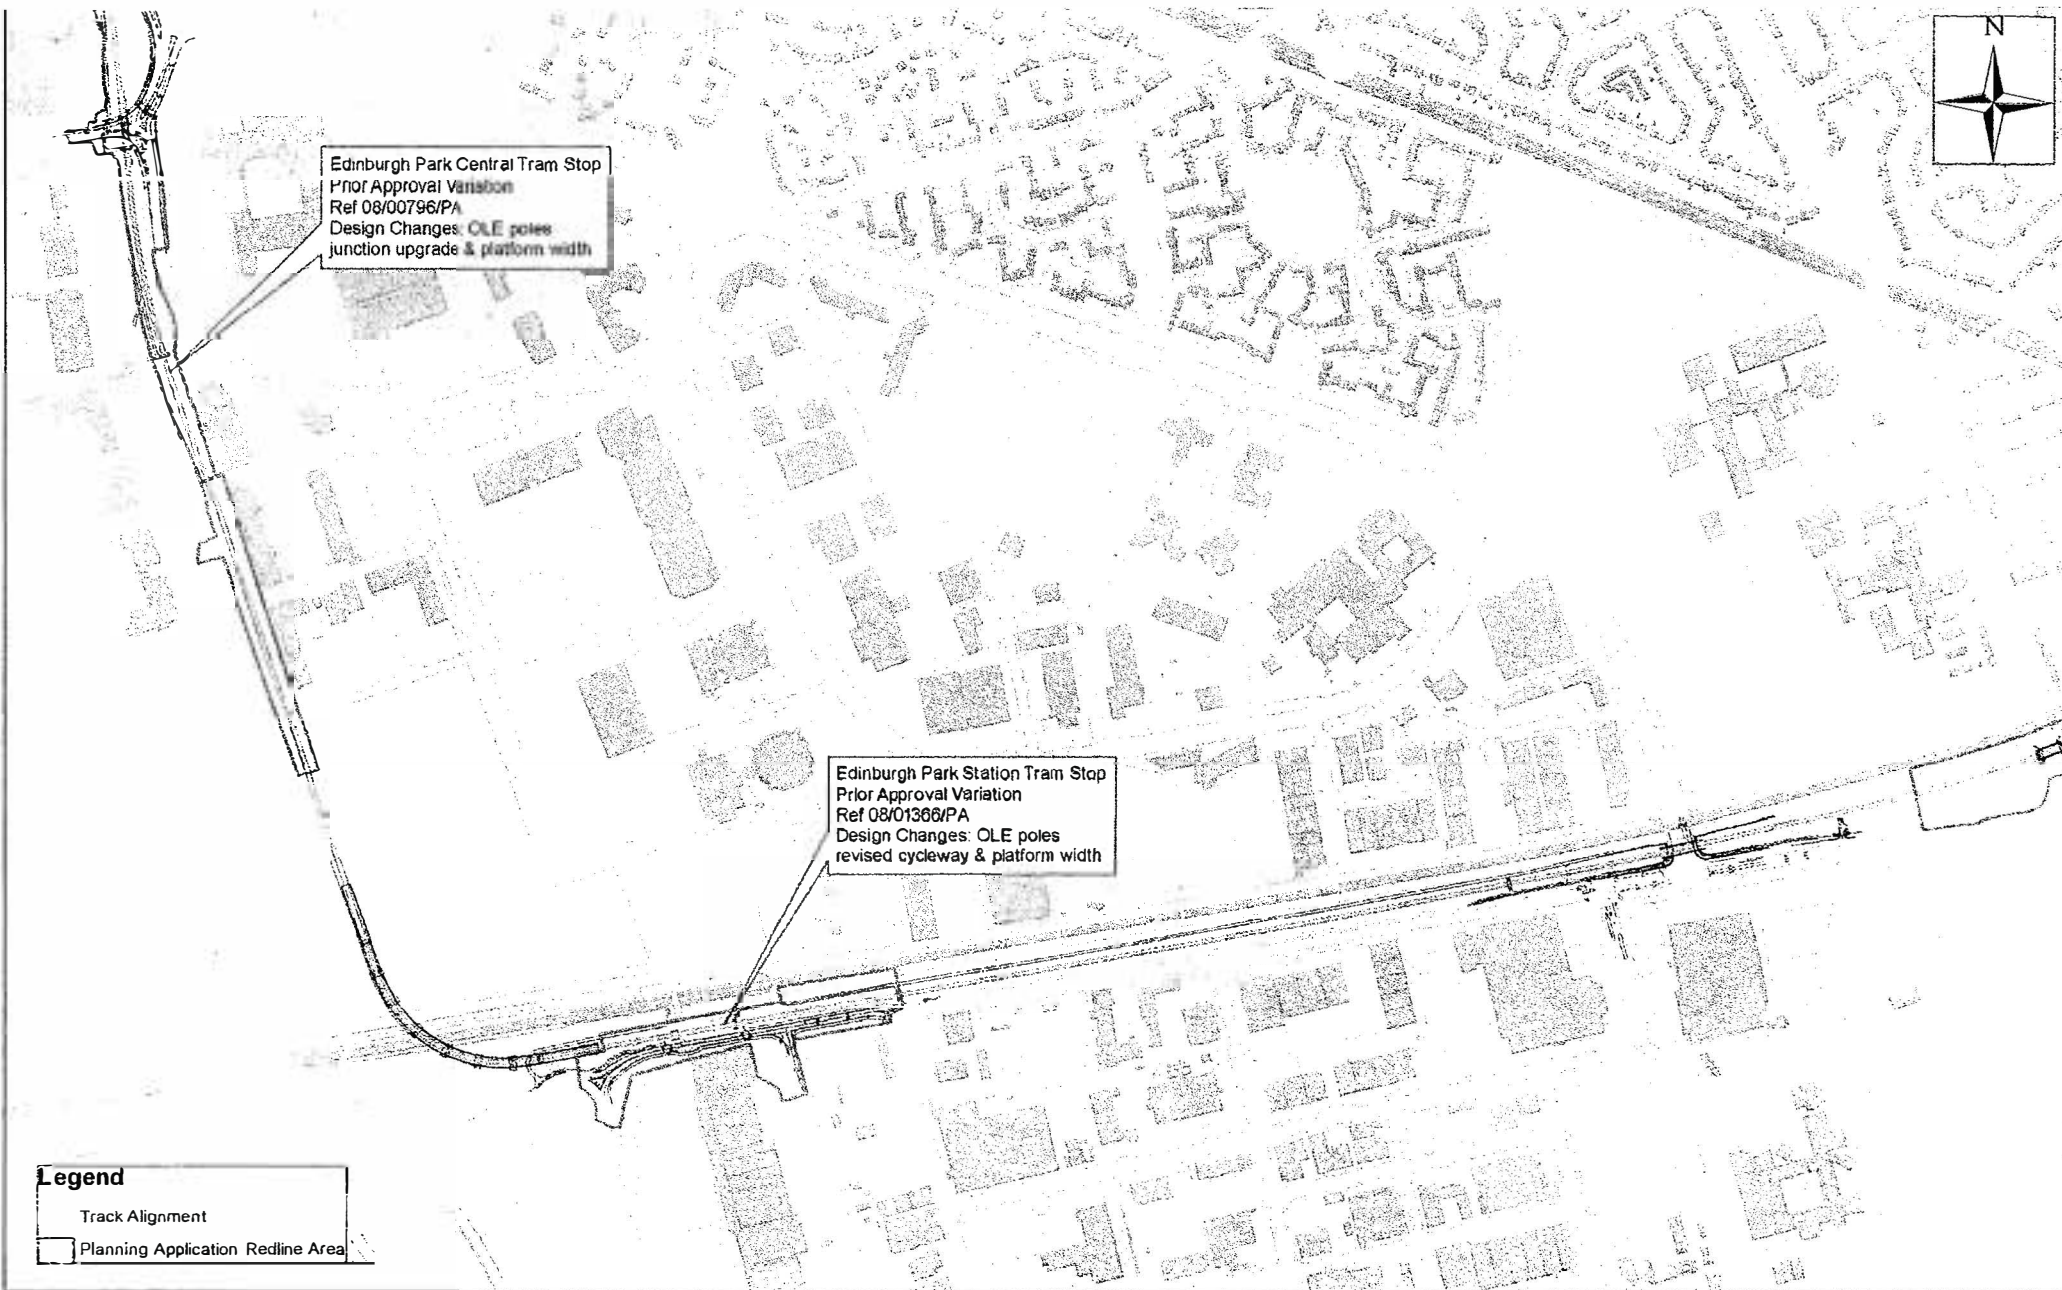 N
Edinburgh Park Central Tram Stop
Prior Approval Variation
Ref 08/00796/PA
Design Changes: OLE poles
junction upgrade & platform width
Edinburgh Park Station Tram Stop
Prior Approval Variation
Ref 08/01366/PA
Design Changes: OLE poles
revised cycleway & platform width
Legend
Track Alignment
Planning Application Redline Area